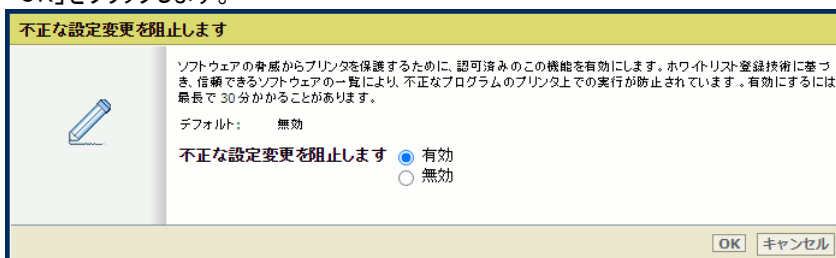 OK」をクリックします。
不正な設定変更を阻止します
ソフトウェアの脅威からプリンタを保護するために、認可済みのこの機能を有効にします。ホワイトリスト登録技術に基づ
き、信頼できるソフトウェアの一覧により、不正なプログラムのプリンタ上での実行が防止されています。有効にするには
最長で 30 分かかることがあります。
デフォルト: 無効
不正な設定変更を阻止します 有効
無効
OK キャンセル